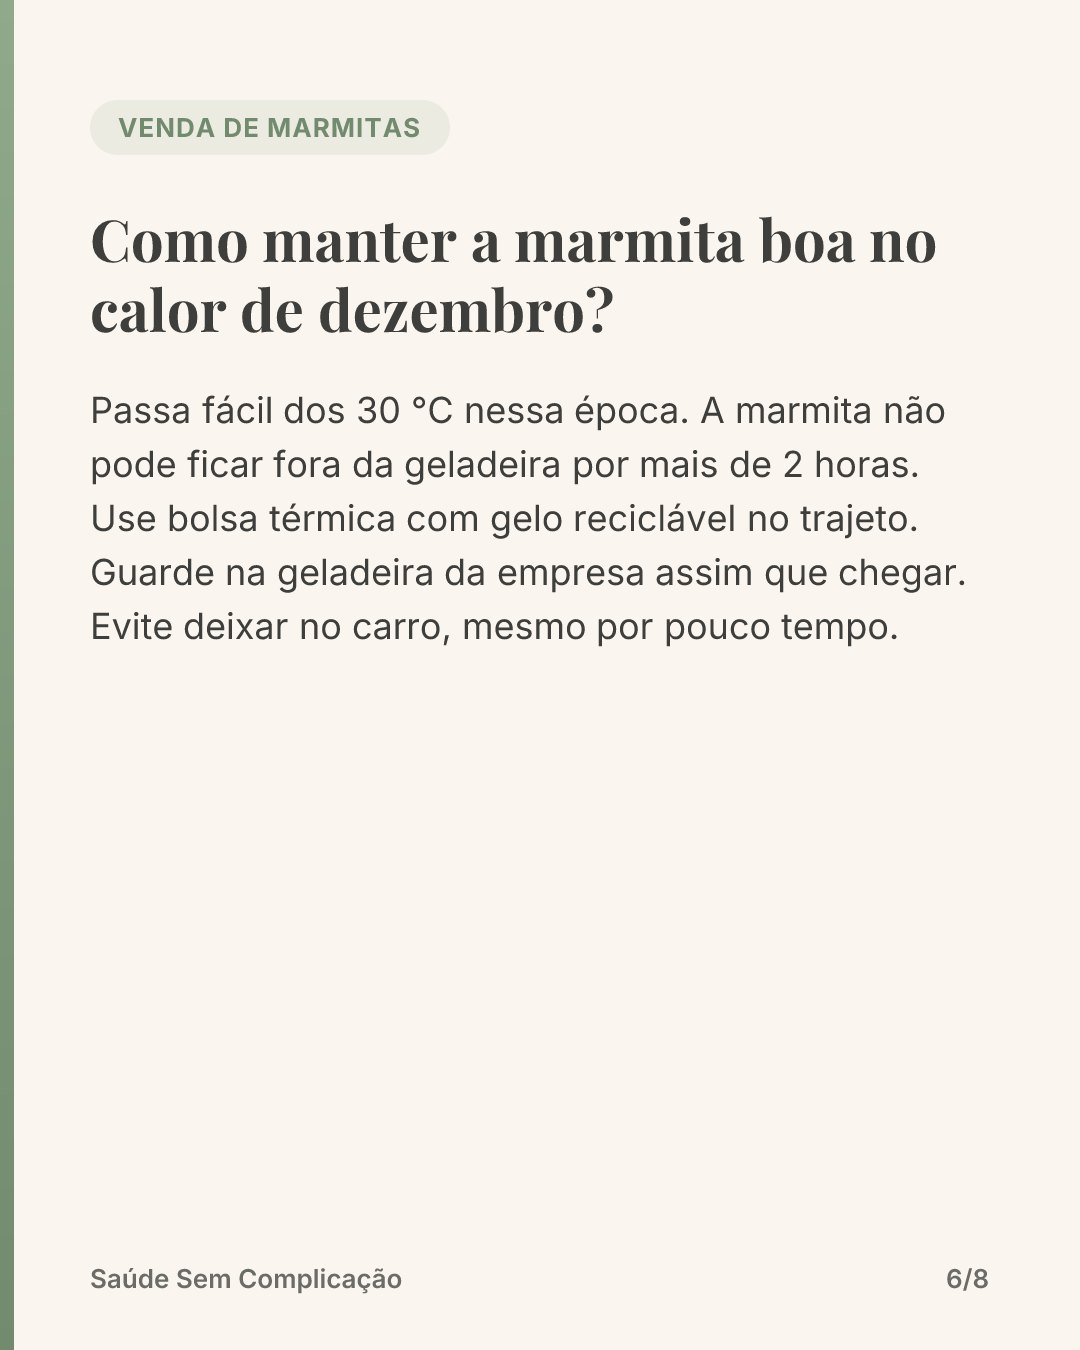 VENDA DE MARMITAS
Como manter a marmita boa no
calor de dezembro?
Passa fácil dos 30 °C nessa época. A marmita não
pode ficar fora da geladeira por mais de 2 horas.
Use bolsa térmica com gelo reciclável no trajeto.
Guarde na geladeira da empresa assim que chegar.
Evite deixar no carro, mesmo por pouco tempo.
Saúde Sem Complicação
6/8